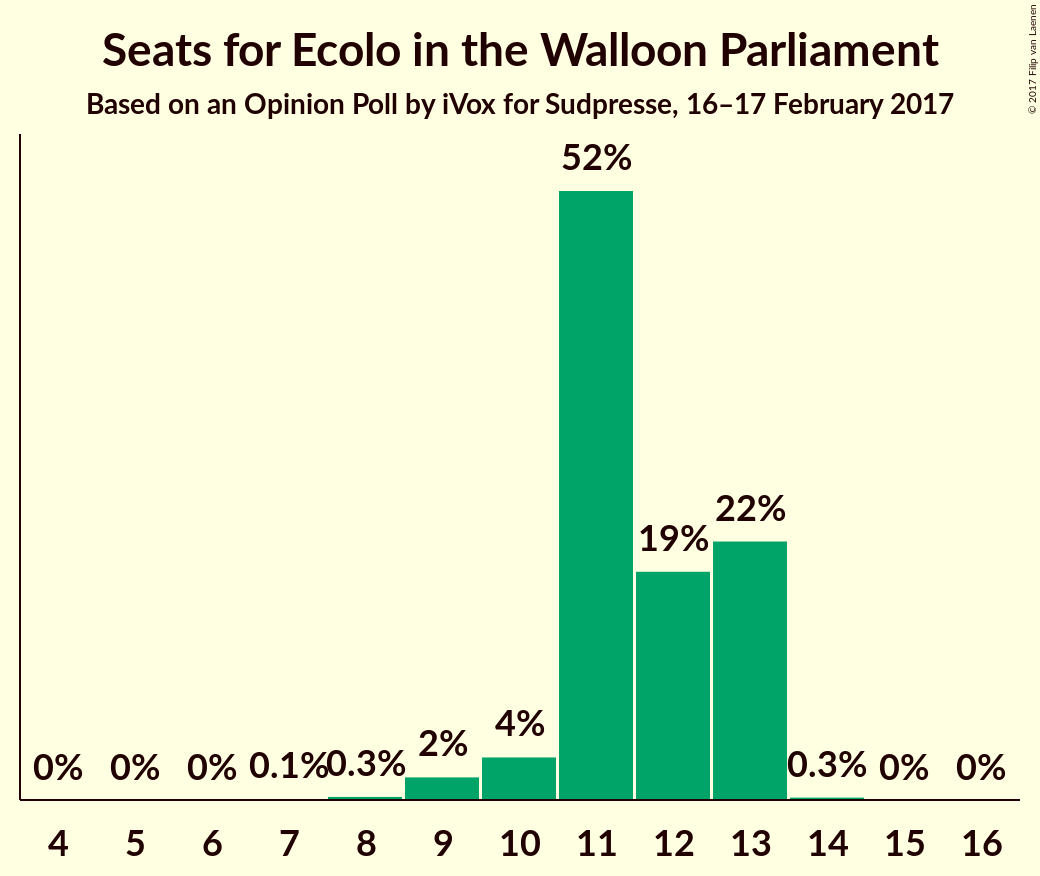 Seats for Ecolo in the Walloon Parliament
Based on an Opinion Poll by iVox for Sudpresse, 16–17 February 2017
© 2017 Filip van Laenen
52%
22%
19%
4%
2%
0% 0% 0% 0.1% 0.3% 0.3% 0% 0%
4 5 6 7 8 9 10 11 12 13 14 15 16